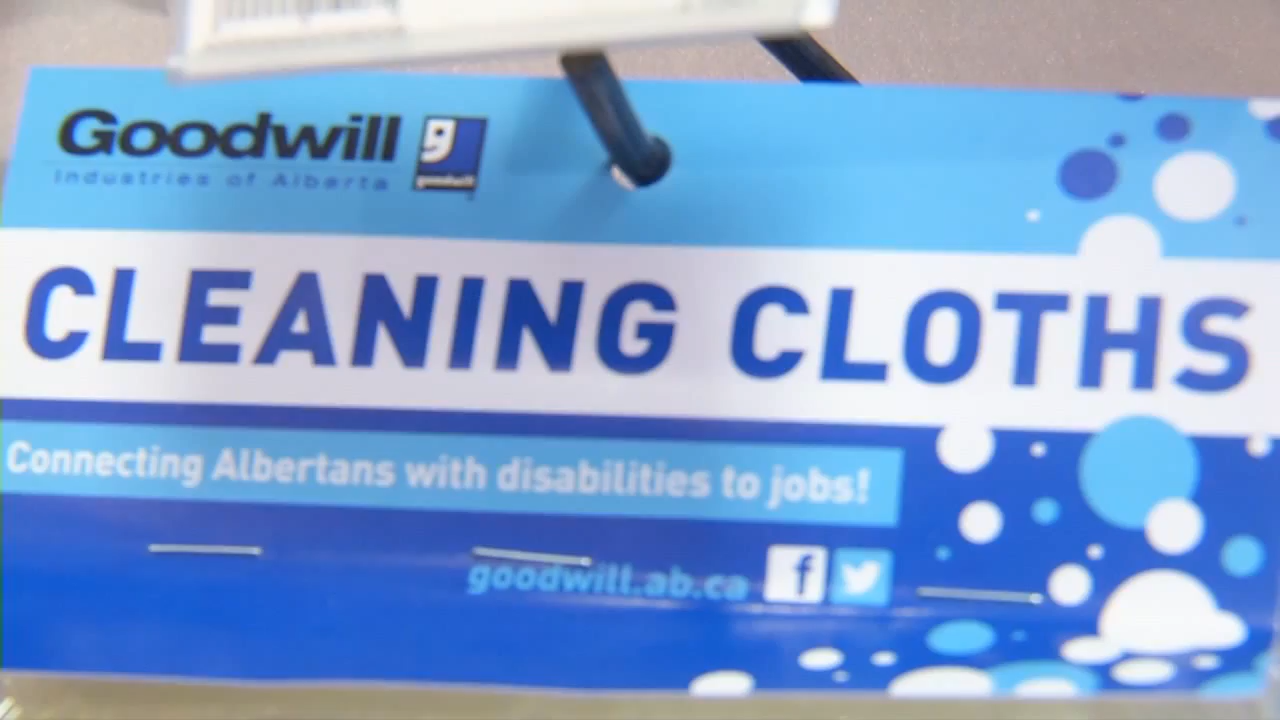 Goodwill
Industries of Alberta
goodwill
CLEANING CLOTHS
Connecting Albertans with disabilities to jobs!
goodwill.ab.ca